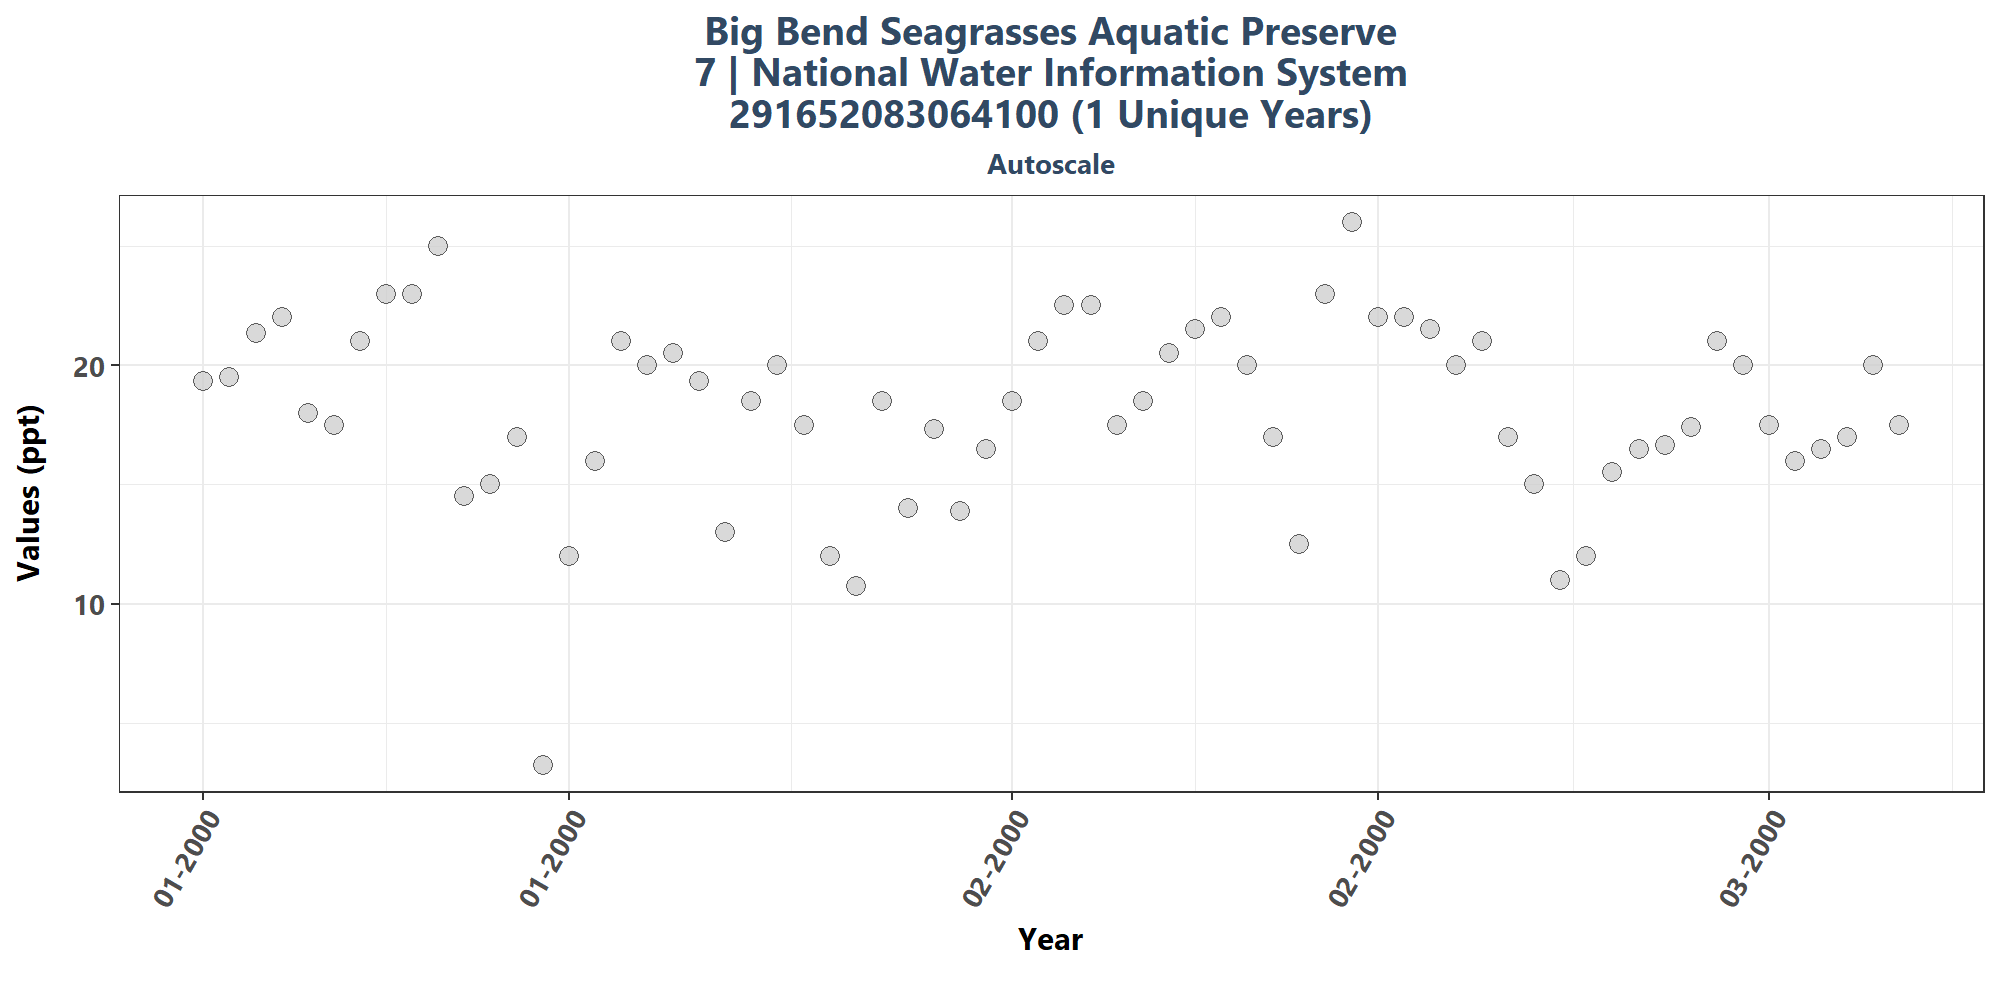 Big Bend Seagrasses Aquatic Preserve
7 | National Water Information System
291652083064100 (1 Unique Years)
Autoscale
Values (ppt)
20
10
01-2000
01-2000
02-2000
02-2000
03-2000
Year